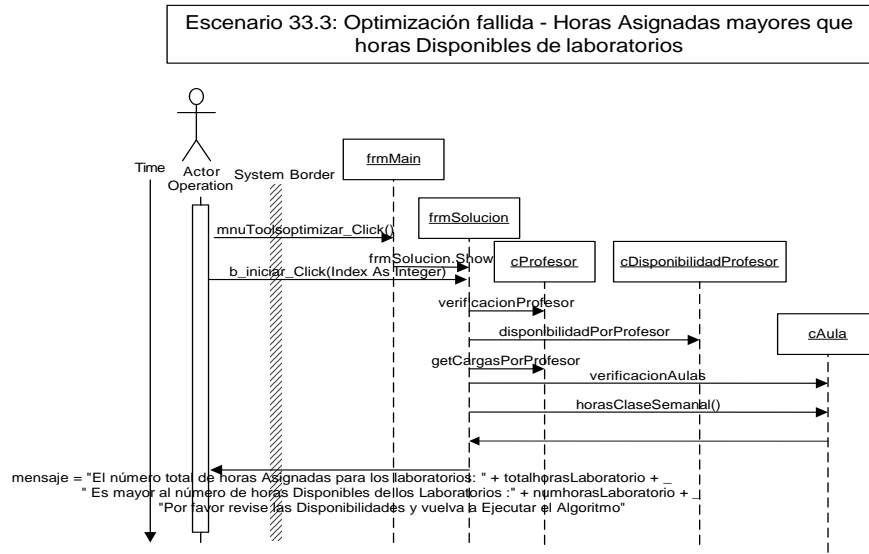 Escenario 33.3: Optimización fallida - Horas Asignadas mayores que
horas Disponibles de laboratorios
Time
Actor
Operation
System Border
frmMain
frmSolucion
mnuToolsoptimizar_Click()
frmSolucion.Show
cProfesor
cDisponibilidadProfesor
b_iniciar_Click(Index As Integer)
verificacionProfesor
disponibilidadPorProfesor
cAula
getCargasPorProfesor
verificacionAulas
horasClaseSemanal()
mensaje = "El número total de horas Asignadas para los laboratorios: " + totalhorasLaboratorio + _
" Es mayor al número de horas Disponibles de los Laboratorios :" + numhorasLaboratorio + _
"Por favor revise las Disponibilidades y vuelva a Ejecutar el Algoritmo"